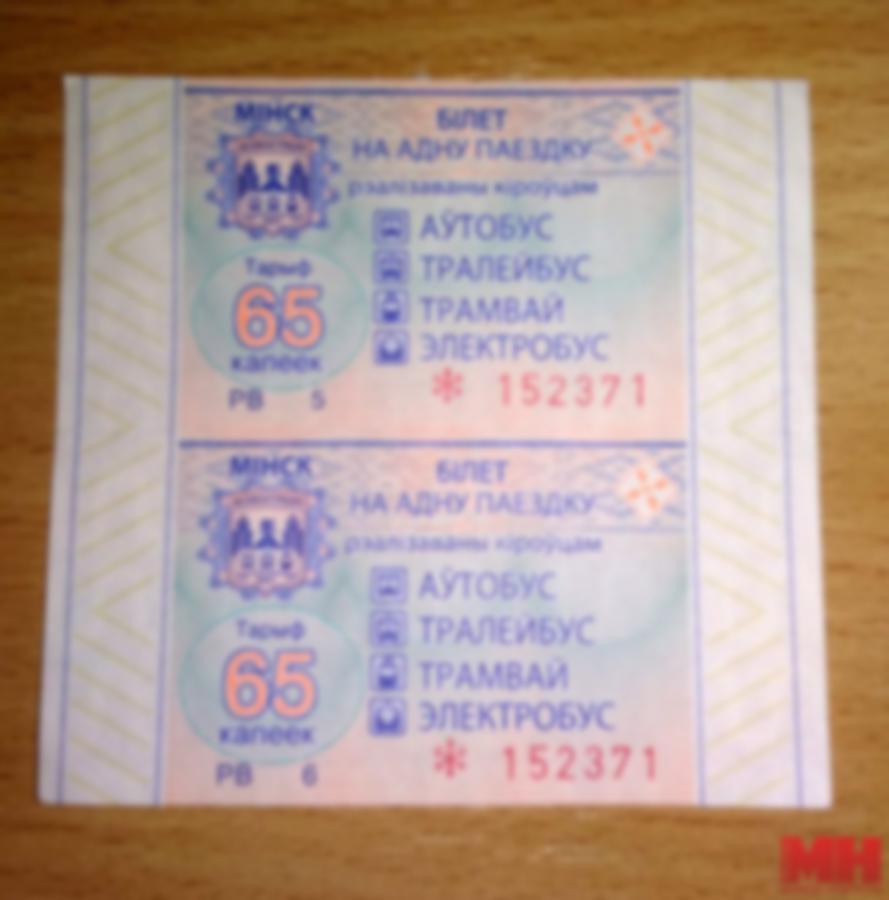 МІНСК
БІЛЕТ
НА АДНУ ПАЕЗДКУ
рэалізаваны кіроўцам
АЎТОБУС
ТРАЛЕЙБУС
ТРАМВАЙ
ЭЛЕКТРОБУС
Тарыф
65
капеек
РВ 5
* 152371
МІНСК
БІЛЕТ
НА АДНУ ПАЕЗДКУ
рэалізаваны кіроўцам
АЎТОБУС
ТРАЛЕЙБУС
ТРАМВАЙ
ЭЛЕКТРОБУС
Тарыф
65
капеек
РВ 6
* 152371
МН